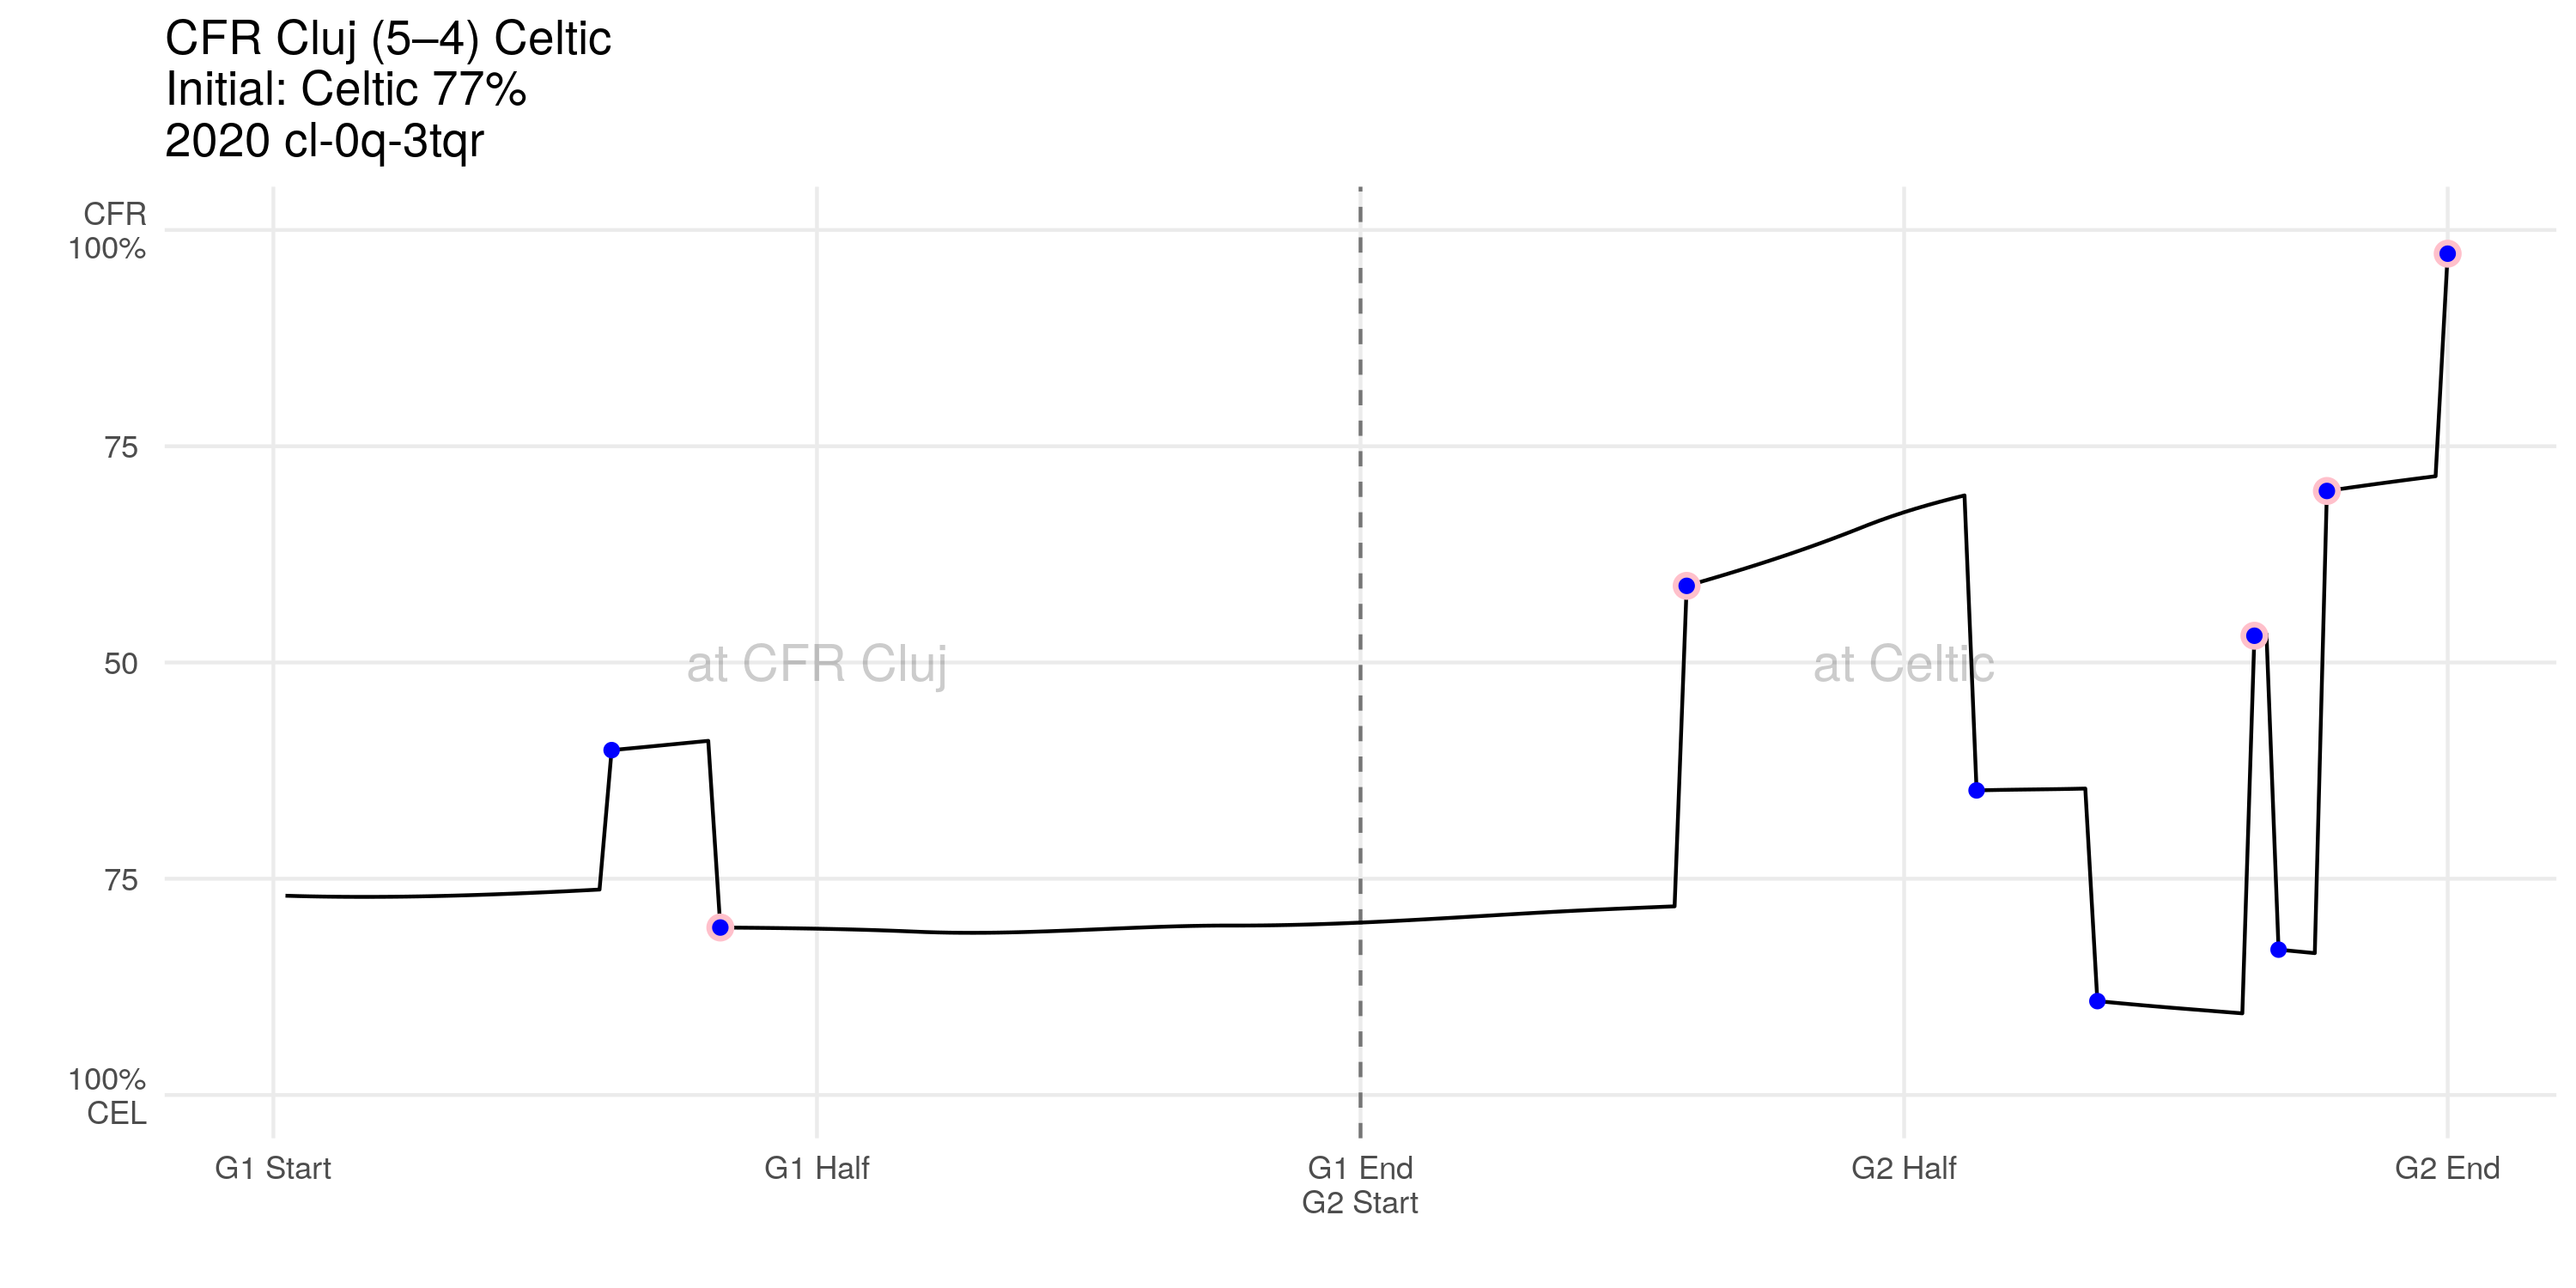 CFR Cluj (5–4) Celtic
Initial: Celtic 77%
2020 cl-0q-3tqr
CFR
100%
75
50
75
100%
CEL
at CFR Cluj
at Celtic
G1 Start
G1 Half
G1 End
G2 Start
G2 Half
G2 End